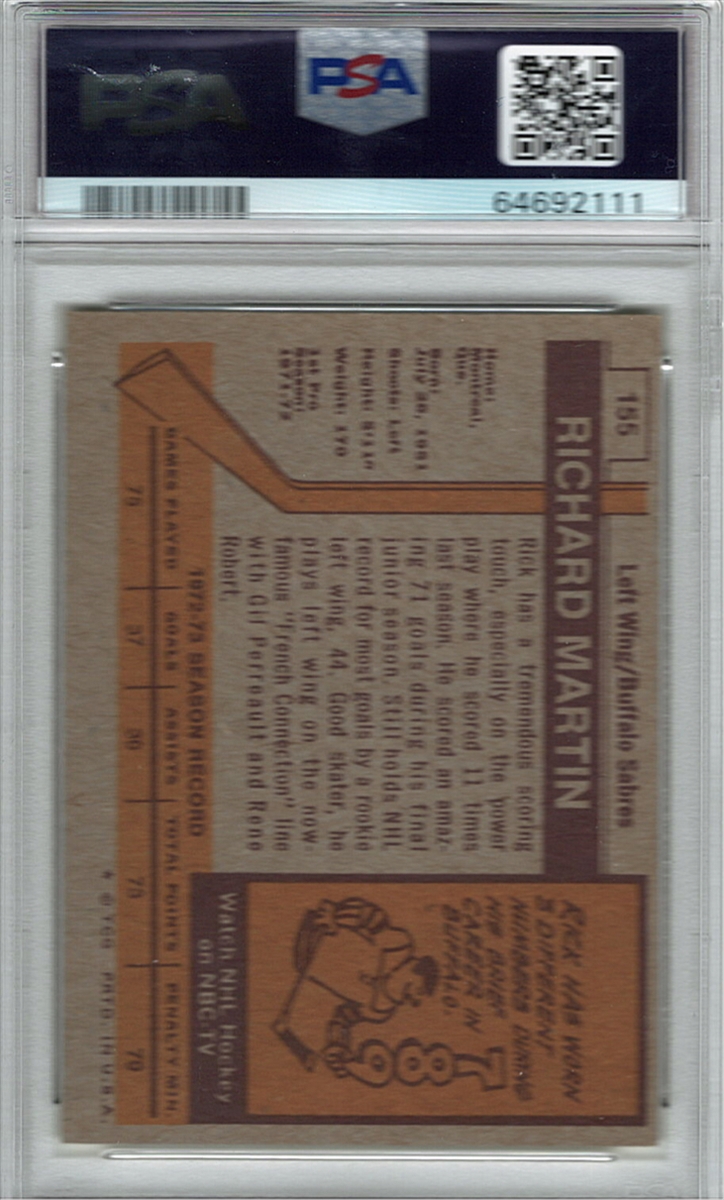 PSA
PSA
64692111
155
Left Wing/Buffalo Sabres
RICHARD MARTIN
Home:
Montreal,
Que.
Born:
July 26, 1951
Shoots: Left
Height: 5:11
Weight: 170
1st Pro
Season:
1971-72
Rick has a tremendous scoring
touch, especially on the power
play where he scored 11 times
last season. He scored an amaz-
ing 71 goals during his final
junior season. Still holds NHL
record for most goals by a rookie
left wing, 44. Good skater, he
plays left wing on the now
famous "French Connection" line
with Gil Perreault and Rene
Robert.
RICK HAS WORN
3 DIFFERENT
NUMBERS DURING
HIS BRIEF
CAREER IN
BUFFALO.
7
8
9
Watch NHL Hockey
on NBC-TV
1972-73 SEASON RECORD
GAMES PLAYED GOALS ASSISTS TOTAL POINTS PENALTY MIN.
75 37 36 73 79
© TCG PRTD. IN U.S.A.